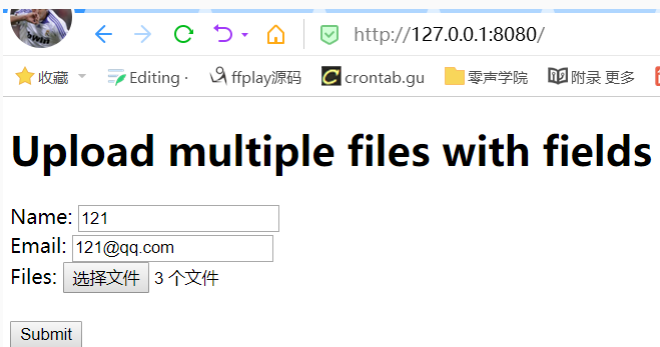 bwin
http://127.0.0.1:8080/
收藏 Editing · ffplay源码 crontab.gu 零声学院 附录 更多
Upload multiple files with fields
Name: 121
Email: 121@qq.com
Files: 选择文件 3 个文件
Submit